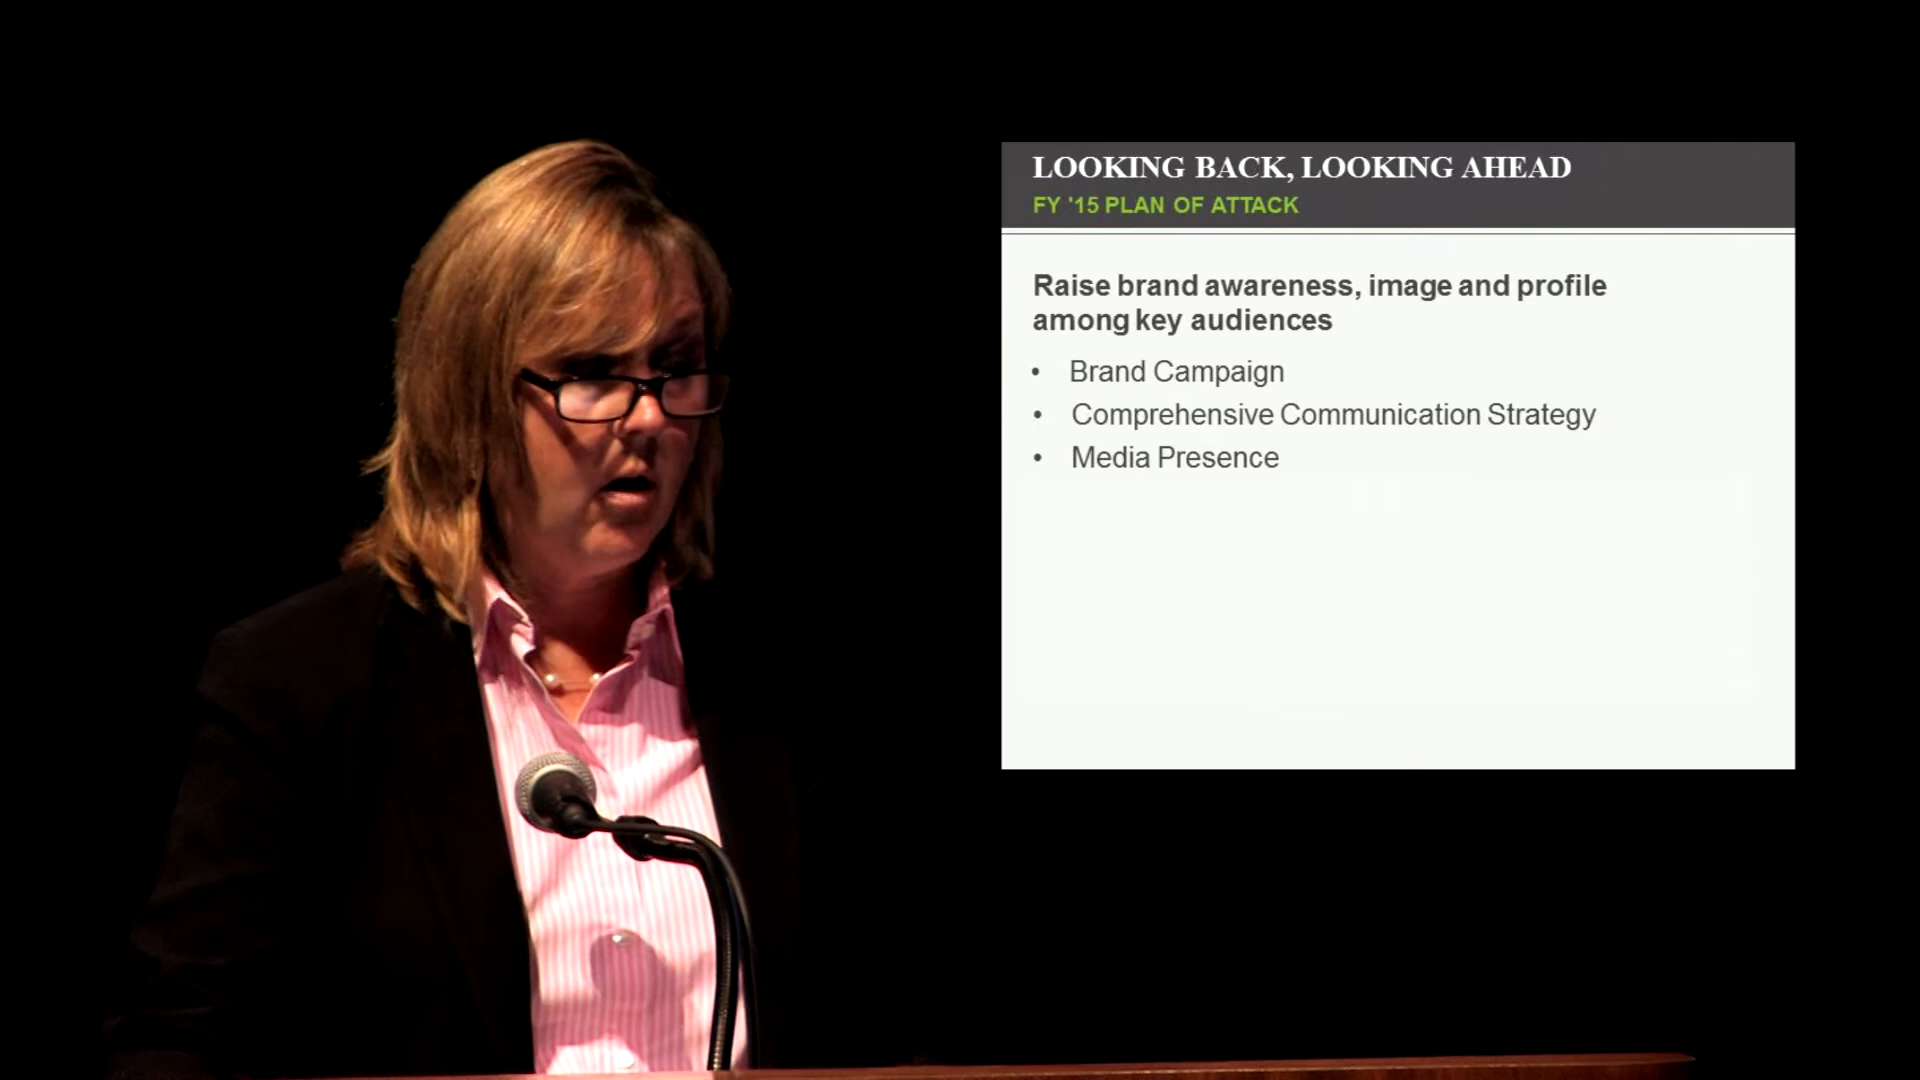 LOOKING BACK, LOOKING AHEAD
FY '15 PLAN OF ATTACK
Raise brand awareness, image and profile
among key audiences
• Brand Campaign
• Comprehensive Communication Strategy
• Media Presence